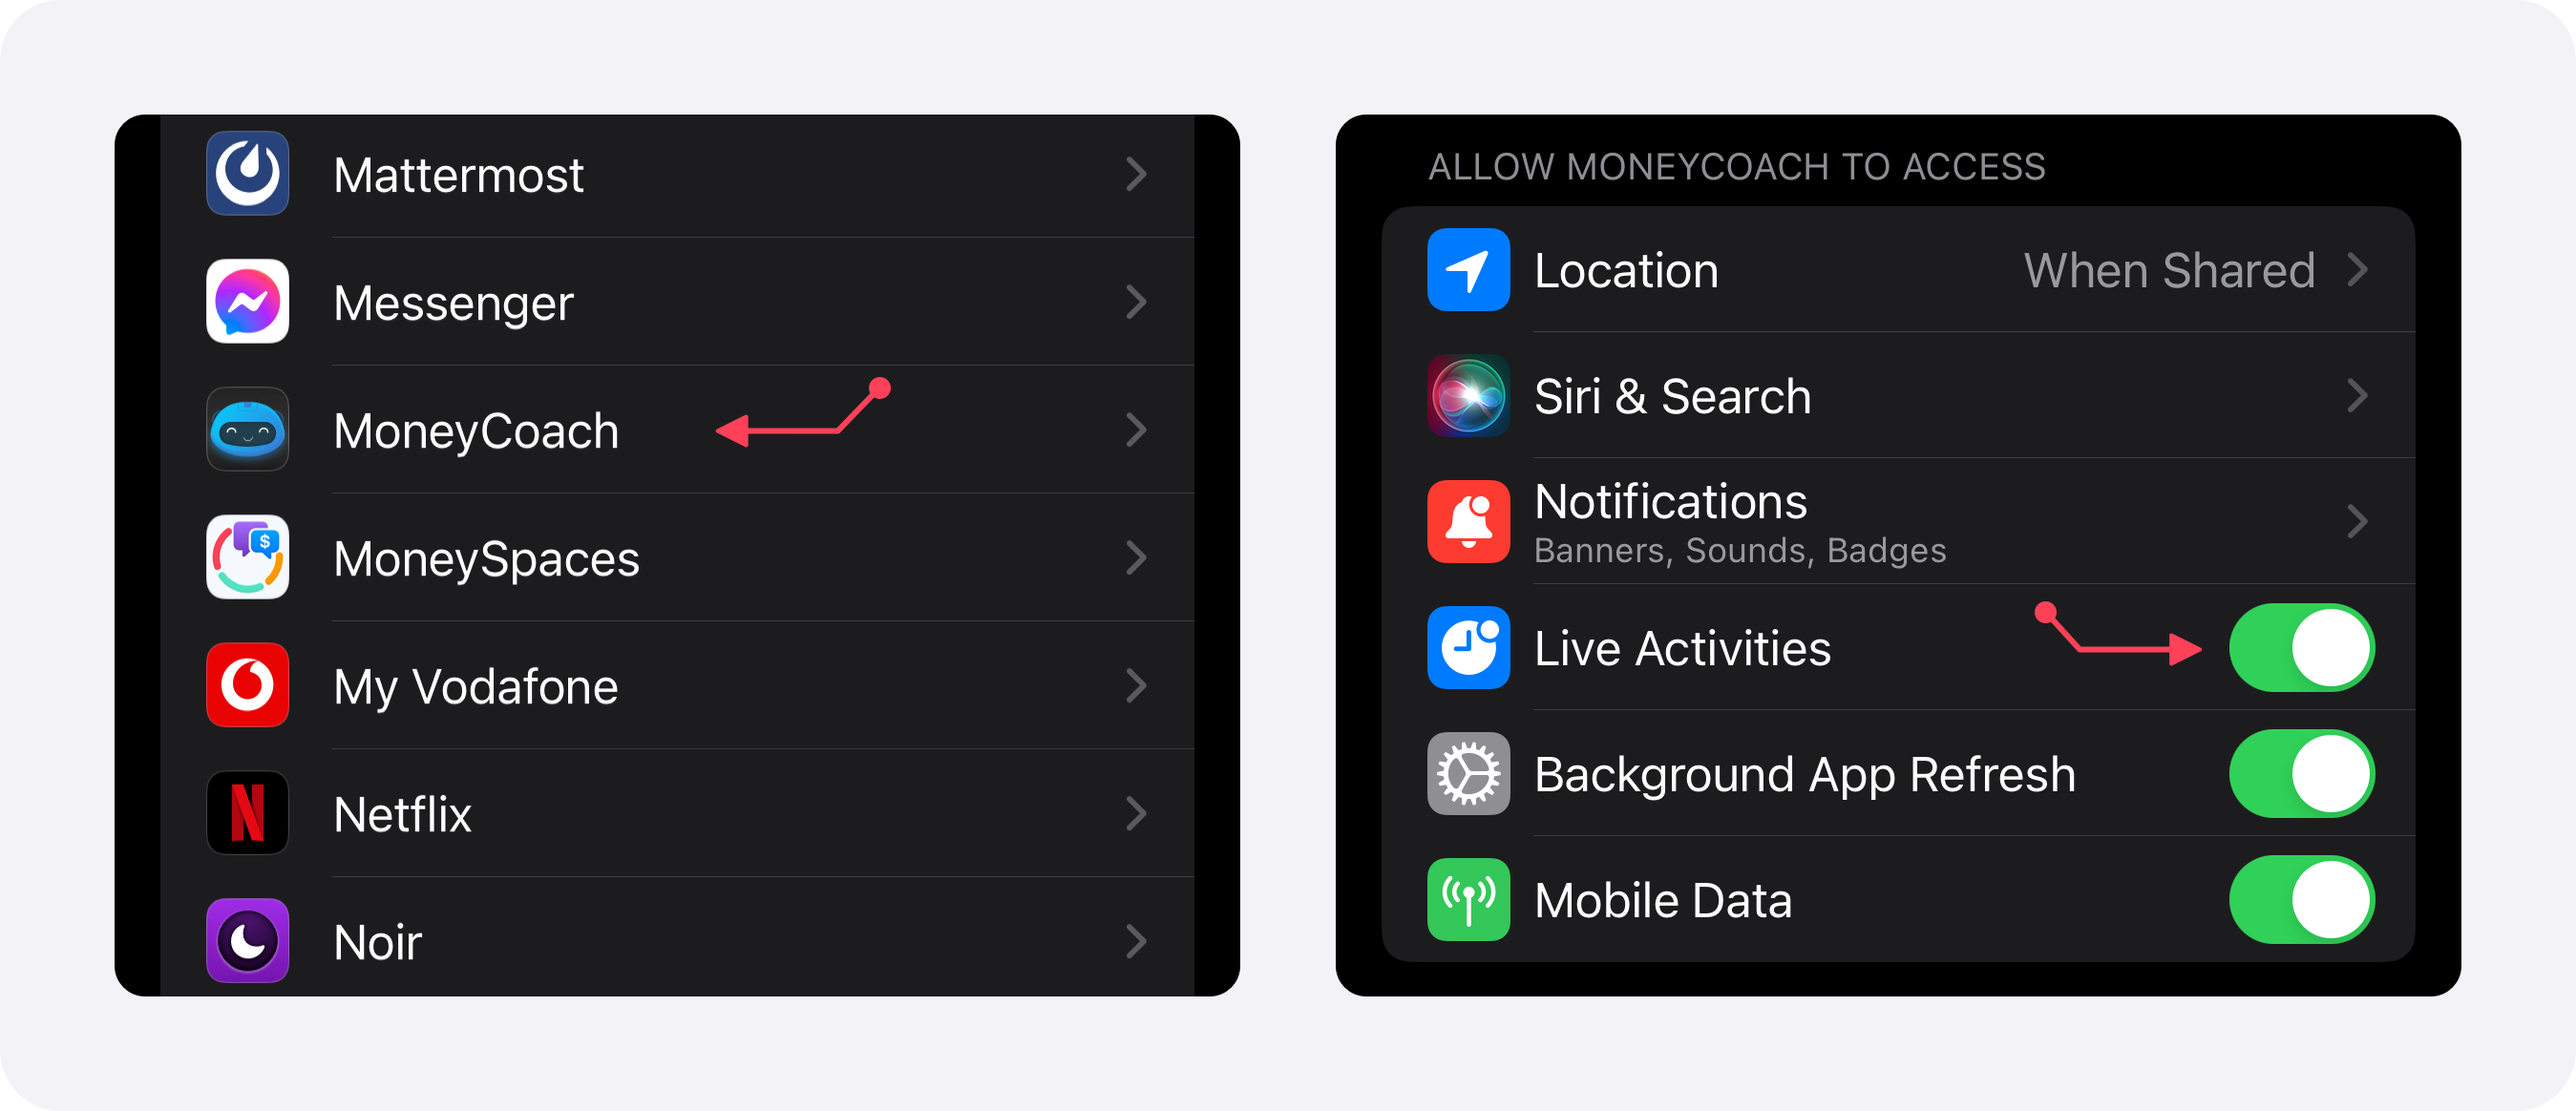 Mattermost
Messenger
MoneyCoach
$
MoneySpaces
My Vodafone
Netflix
Noir
ALLOW MONEYCOACH TO ACCESS
Location When Shared
Siri & Search
Notifications
Banners, Sounds, Badges
Live Activities
Background App Refresh
Mobile Data